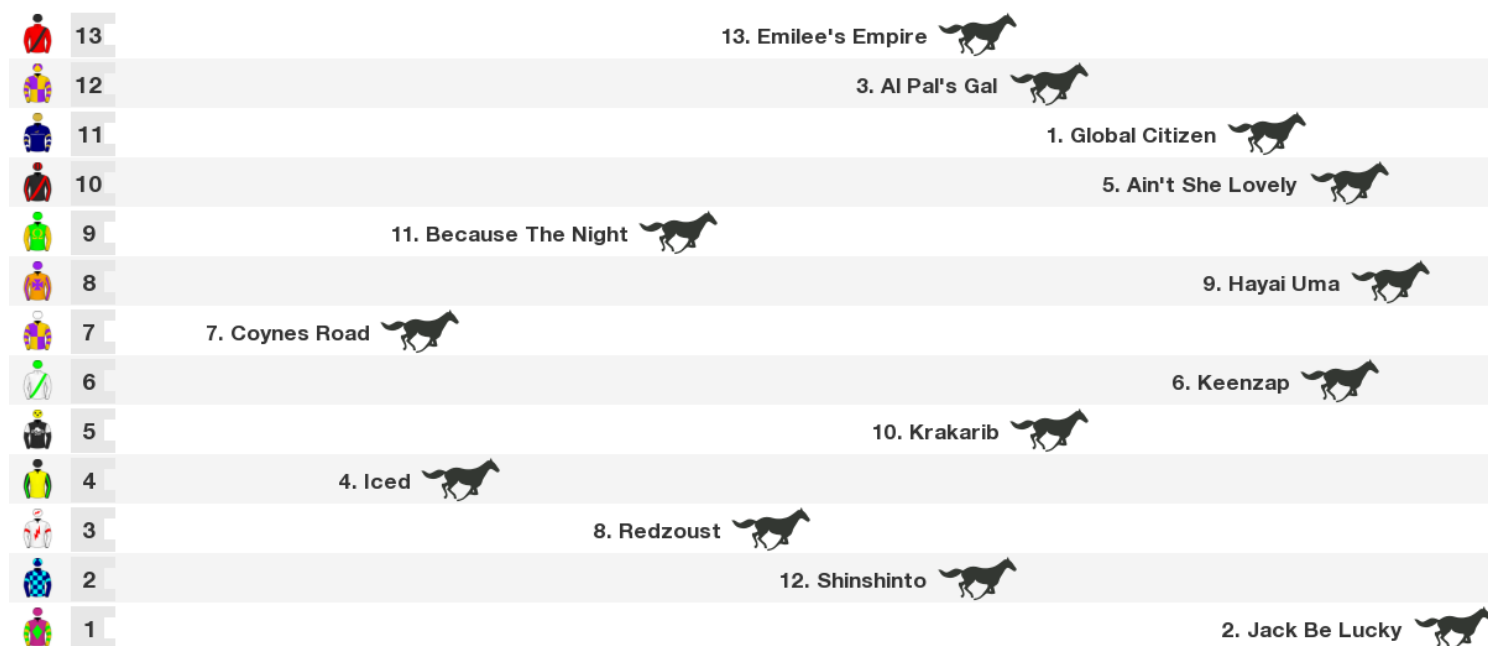 13 13. Emilee's Empire
12 3. Al Pal's Gal
11 1. Global Citizen
10 5. Ain't She Lovely
9 11. Because The Night
8 9. Hayai Uma
7 7. Coynes Road
6 6. Keenzap
5 10. Krakarib
4 4. Iced
3 8. Redzoust
2 12. Shinshinto
1 2. Jack Be Lucky